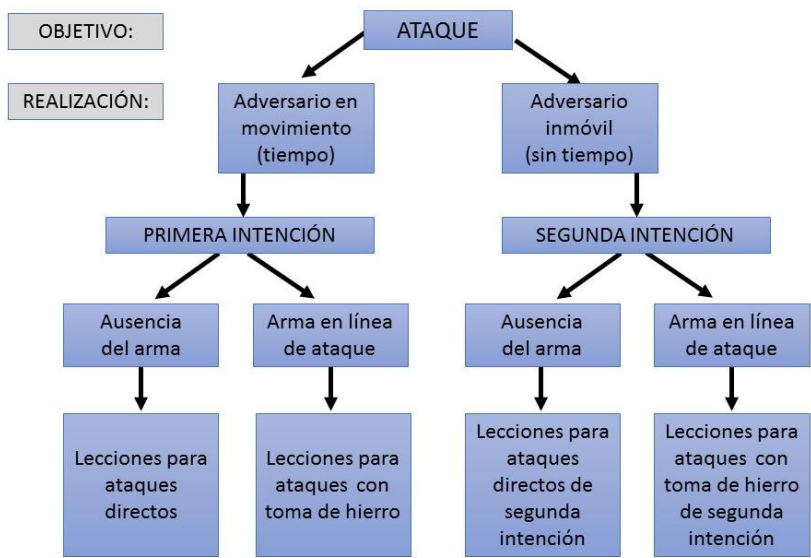 OBJETIVO:
ATAQUE
REALIZACIÓN:
Adversario en
movimiento
(tiempo)
Adversario
inmóvil
(sin tiempo)
PRIMERA INTENCIÓN
SEGUNDA INTENCIÓN
Ausencia
del arma
Arma en línea
de ataque
Ausencia
del arma
Arma en línea
de ataque
Lecciones para
ataques
directos
Lecciones para
ataques con
toma de hierro
Lecciones para
ataques
directos de
segunda
intención
Lecciones para
ataques con
toma de hierro
de segunda
intención